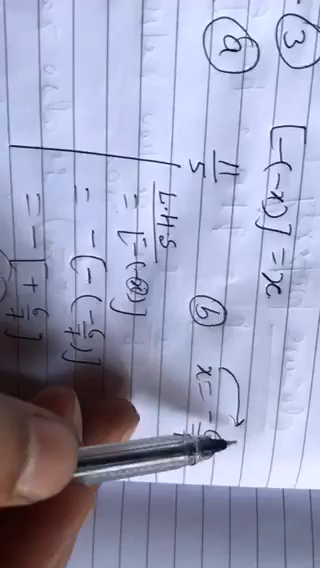 ③ [-(-x)] = x
ⓐ 11/5 ⓑ x = -6/7
LHS
= [-(-x)]
= -(-(-6/7)]
= -[+6/7]